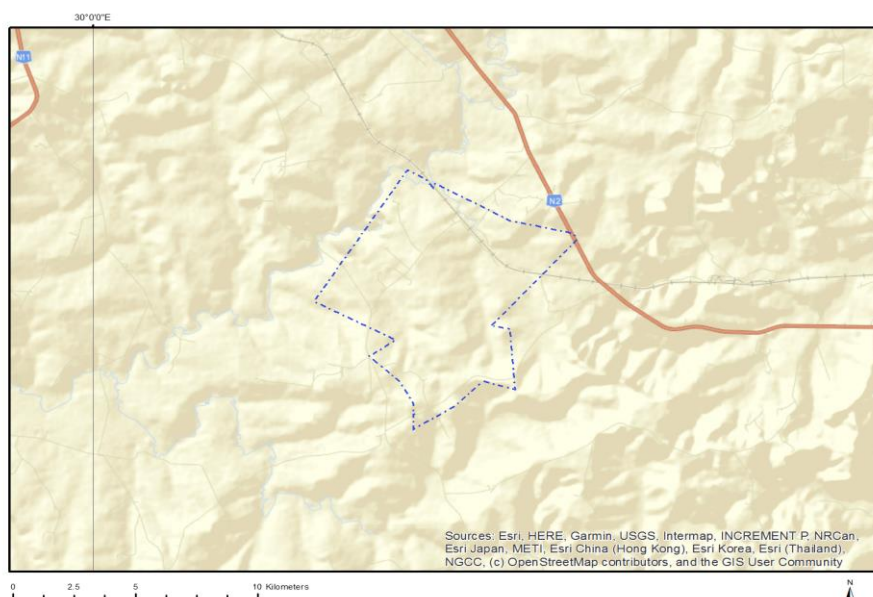 30°0'0"E
N11
N2
Sources: Esri, HERE, Garmin, USGS, Intermap, INCREMENT P, NRCan,
Esri Japan, METI, Esri China (Hong Kong), Esri Korea, Esri (Thailand),
NGCC, (c) OpenStreetMap contributors, and the GIS User Community
0 2.5 5 10 Kilometers
N